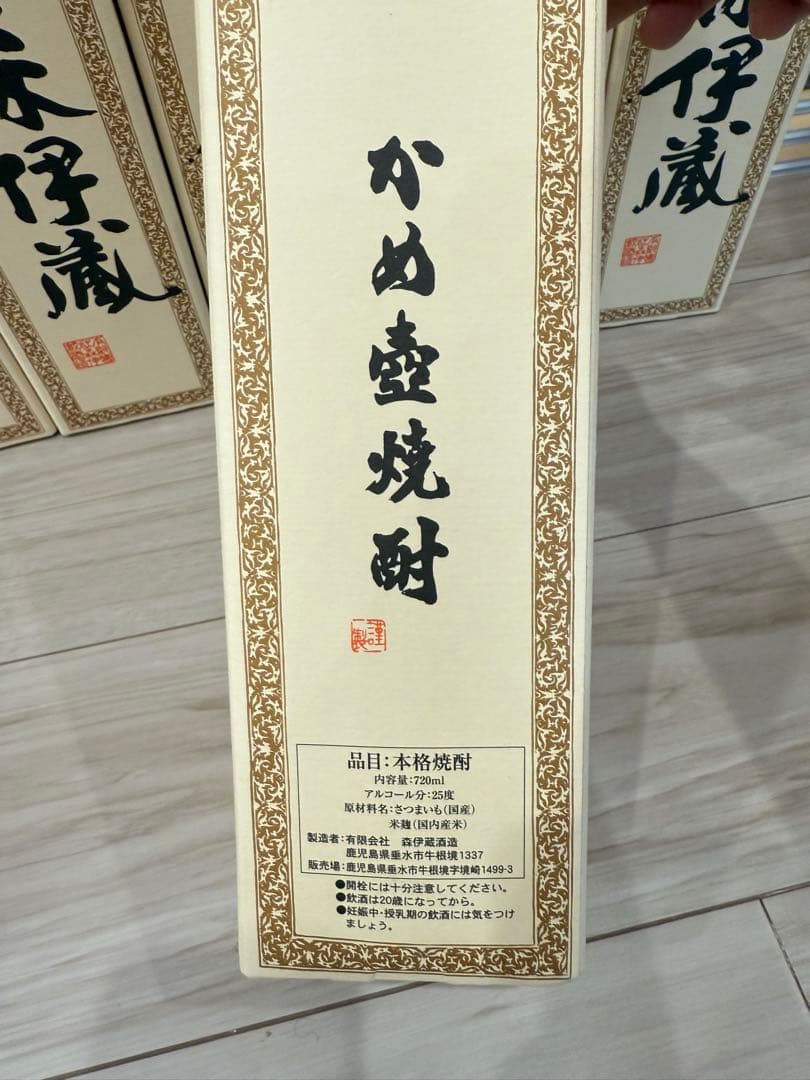 かめ壺焼酎
謹製
品目:本格焼酎
内容量:720ml
アルコール分:25度
原材料名:さつまいも(国産)
米麹(国内産米)
製造者:有限会社 森伊蔵酒造
鹿児島県垂水市牛根境1337
販売場:鹿児島県垂水市牛根境字境崎1499-3
●開栓には十分注意してください。
●飲酒は20歳になってから。
●妊娠中・授乳期の飲酒には気をつけ
ましょう。
伊蔵
伊蔵